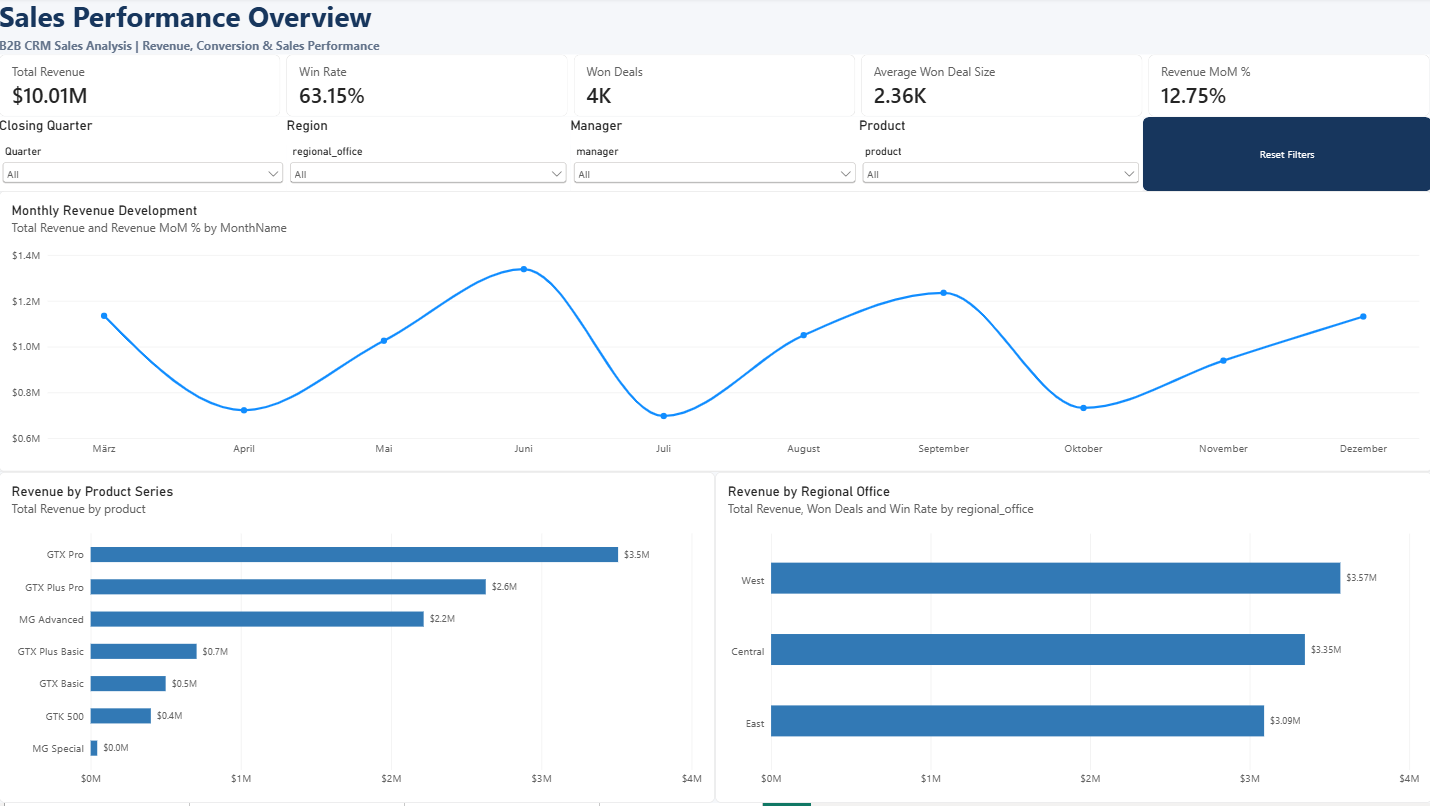 Sales Performance Overview
B2B CRM Sales Analysis | Revenue, Conversion & Sales Performance
Total Revenue
$10.01M
Win Rate
63.15%
Won Deals
4K
Average Won Deal Size
2.36K
Revenue MoM %
12.75%
Closing Quarter
Region
Manager
Product
Quarter
regional_office
manager
product
All
All
All
All
Reset Filters
Monthly Revenue Development
Total Revenue and Revenue MoM % by MonthName
$1.4M
$1.2M
$1.0M
$0.8M
$0.6M
März
April
Mai
Juni
Juli
August
September
Oktober
November
Dezember
Revenue by Product Series
Total Revenue by product
GTX Pro
$3.5M
GTX Plus Pro
$2.6M
MG Advanced
$2.2M
GTX Plus Basic
$0.7M
GTX Basic
$0.5M
GTK 500
$0.4M
MG Special
$0.0M
$0M
$1M
$2M
$3M
$4M
Revenue by Regional Office
Total Revenue, Won Deals and Win Rate by regional_office
West
$3.57M
Central
$3.35M
East
$3.09M
$0M
$1M
$2M
$3M
$4M